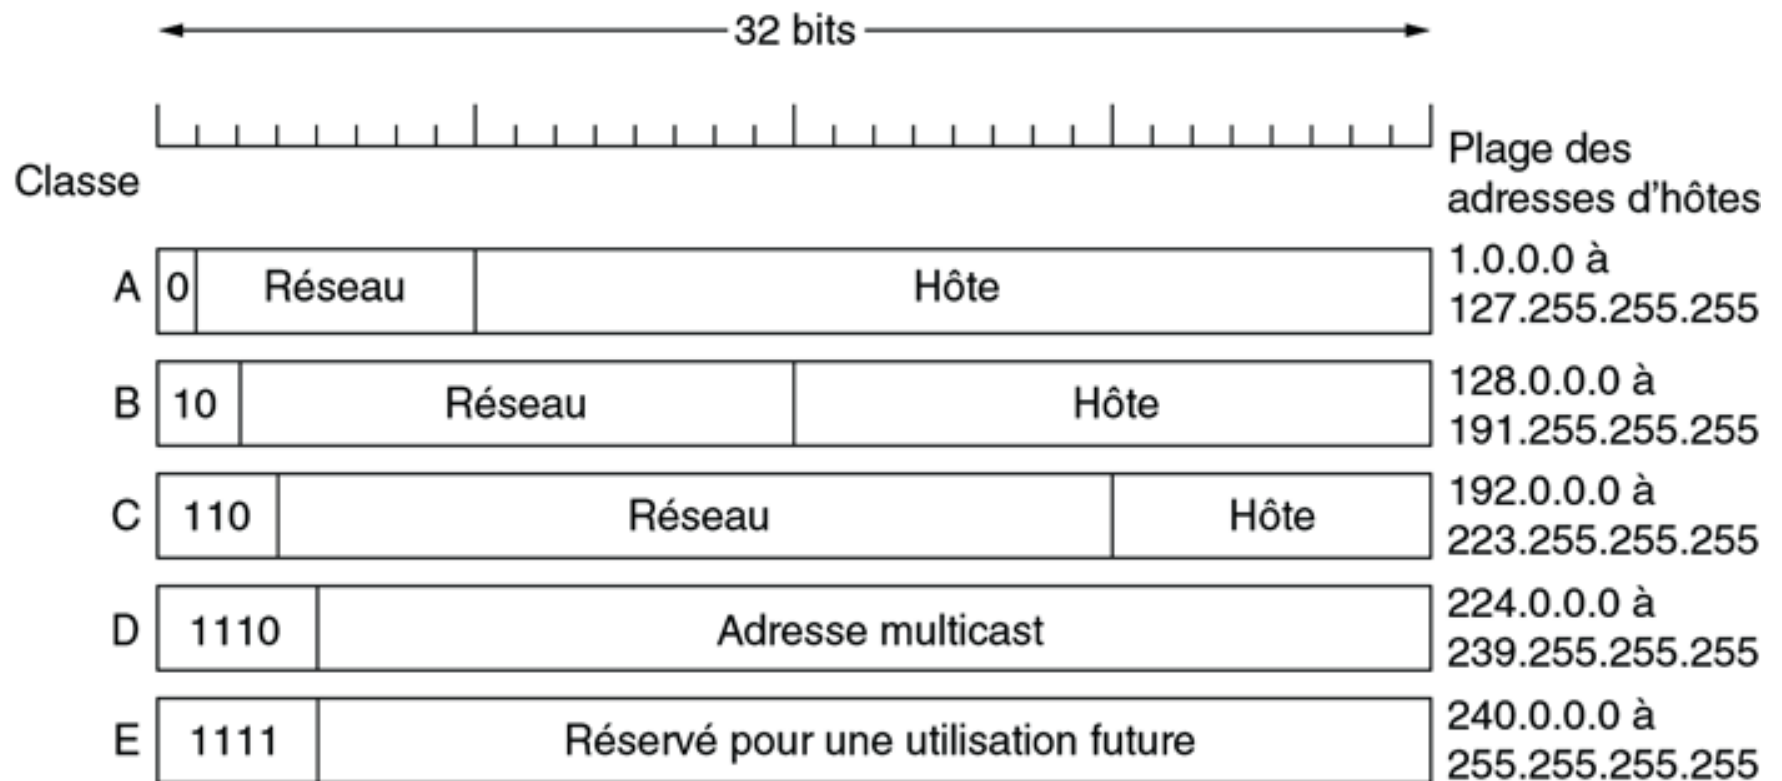 32 bits
Classe
Plage des
adresses d'hôtes
A 0 Réseau Hôte 1.0.0.0 à
127.255.255.255
B 10 Réseau Hôte 128.0.0.0 à
191.255.255.255
C 110 Réseau Hôte 192.0.0.0 à
223.255.255.255
D 1110 Adresse multicast 224.0.0.0 à
239.255.255.255
E 1111 Réservé pour une utilisation future 240.0.0.0 à
255.255.255.255